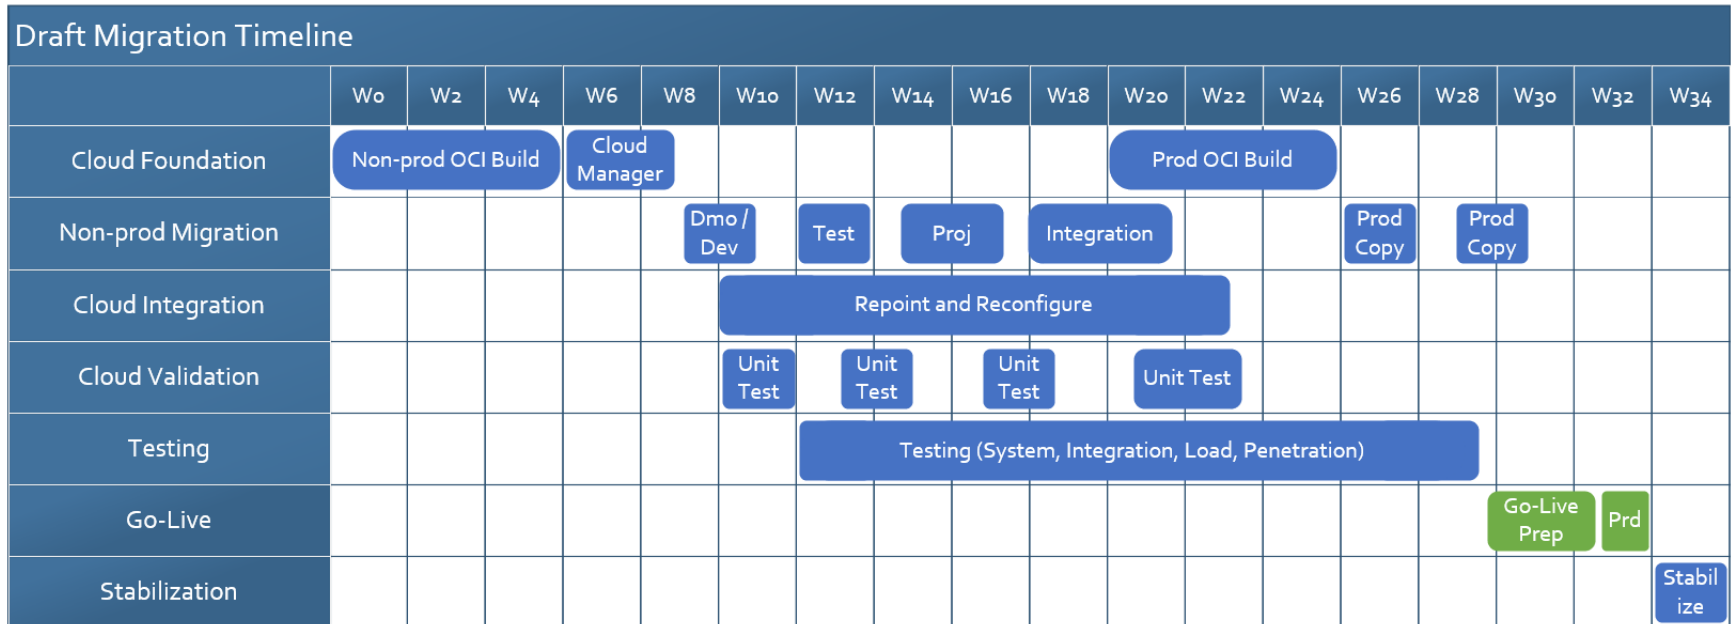 Draft Migration Timeline
W0 W2 W4 W6 W8 W10 W12 W14 W16 W18 W20 W22 W24 W26 W28 W30 W32 W34
Cloud Foundation
Non-prod OCI Build
Cloud
Manager
Prod OCI Build
Non-prod Migration
Dmo /
Dev
Test
Proj
Integration
Prod
Copy
Prod
Copy
Cloud Integration
Repoint and Reconfigure
Cloud Validation
Unit
Test
Unit
Test
Unit
Test
Unit Test
Testing
Testing (System, Integration, Load, Penetration)
Go-Live
Go-Live
Prep
Prd
Stabilization
Stabil
ize